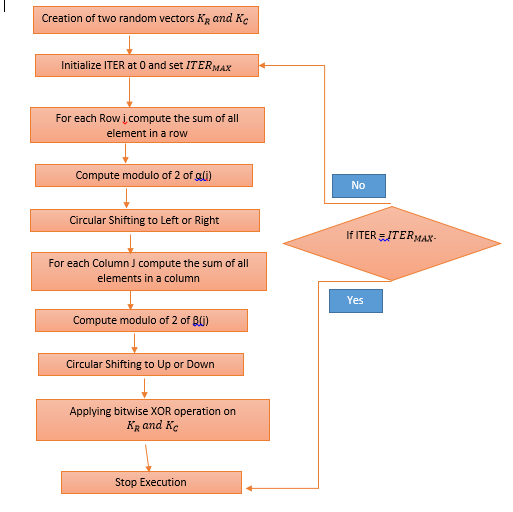 Creation of two random vectors K_R and K_C
Initialize ITER at 0 and set ITER_MAX
For each Row i compute the sum of all
element in a row
Compute modulo of 2 of α(i)
Circular Shifting to Left or Right
For each Column J compute the sum of all
elements in a column
Compute modulo of 2 of β(j)
Circular Shifting to Up or Down
Applying bitwise XOR operation on
K_R and K_C
Stop Execution
No
If ITER = ITER_MAX.
Yes